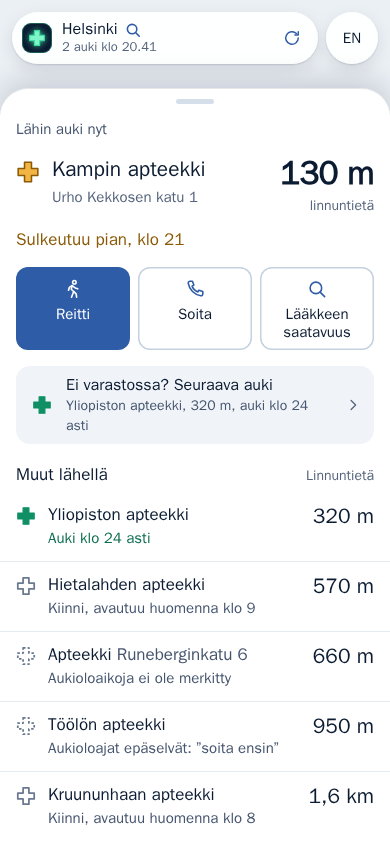 Helsinki
2 auki klo 20.41
EN
Lähin auki nyt
Kampin apteekki
130 m
Urho Kekkosen katu 1
linnuntietä
Sulkeutuu pian, klo 21
Reitti
Soita
Lääkkeen
saatavuus
Ei varastossa? Seuraava auki
Yliopiston apteekki, 320 m, auki klo 24
asti
Muut lähellä
Linnuntietä
Yliopiston apteekki
320 m
Auki klo 24 asti
Hietalahden apteekki
570 m
Kiinni, avautuu huomenna klo 9
Apteekki Runeberginkatu 6
660 m
Aukioloaikoja ei ole merkitty
Töölön apteekki
950 m
Aukioloajat epäselvät: ”soita ensin”
Kruununhaan apteekki
1,6 km
Kiinni, avautuu huomenna klo 8